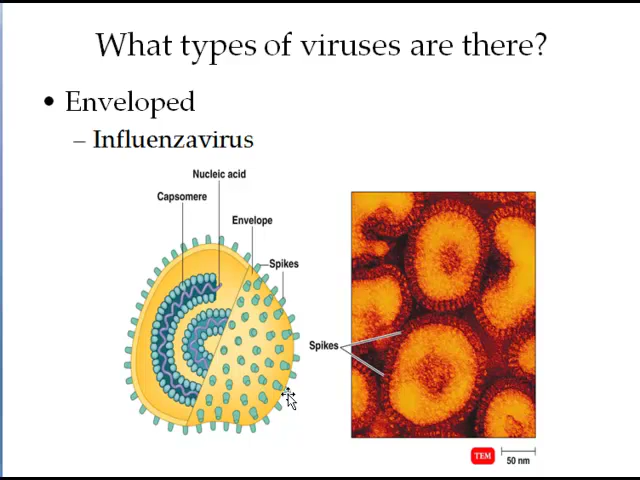 What types of viruses are there?
• Enveloped
– Influenzavirus
Nucleic acid
Capsomere
Envelope
Spikes
Spikes
TEM
50 nm